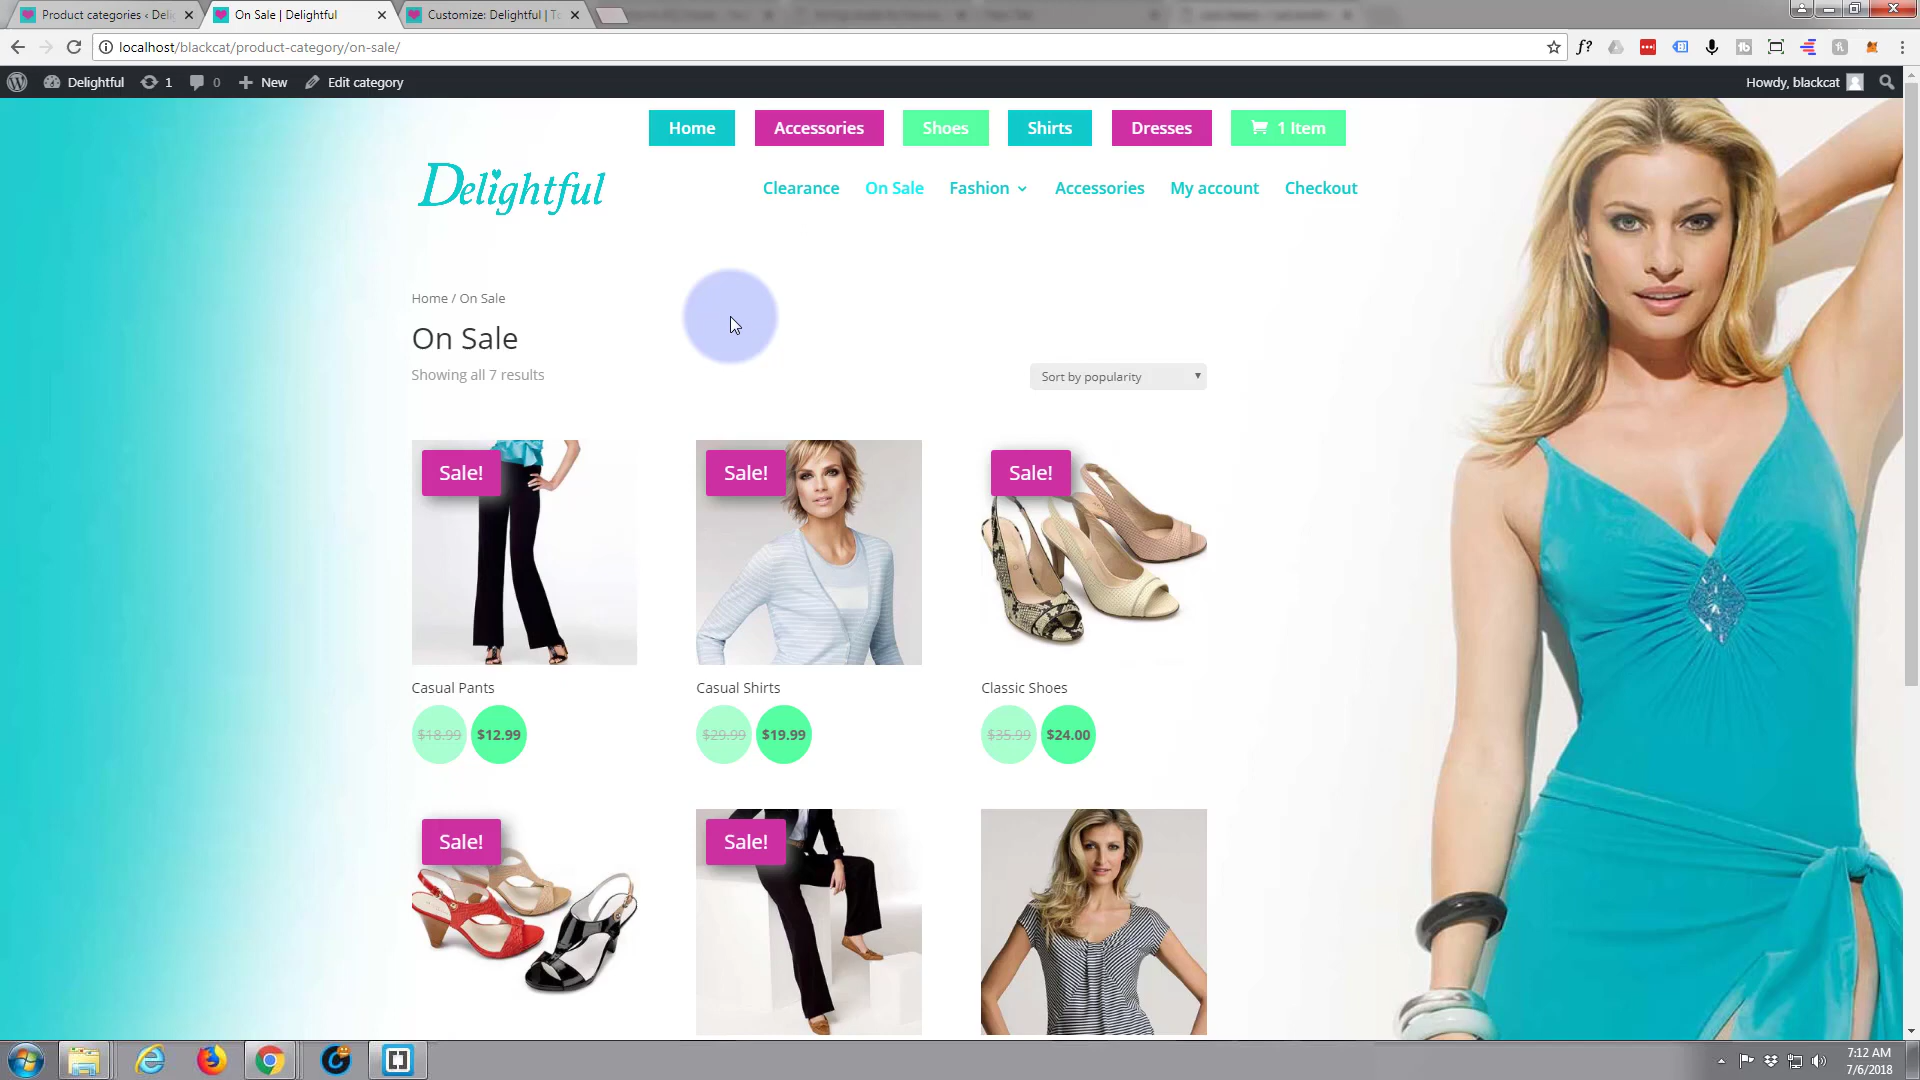 Product categories ‹ Deli
On Sale | Delightful
Customize: Delightful | T
localhost/blackcat/product-category/on-sale/
f?
Delightful
1
0
New
Edit category
Howdy, blackcat
Home
Accessories
Shoes
Shirts
Dresses
1 Item
Delightful
Clearance
On Sale
Fashion
Accessories
My account
Checkout
Home / On Sale
On Sale
Showing all 7 results
Sort by popularity
Sale!
Sale!
Sale!
Casual Pants
Casual Shirts
Classic Shoes
$18.99 $12.99
$29.99 $19.99
$35.99 $24.00
Sale!
Sale!
7:12 AM
7/6/2018